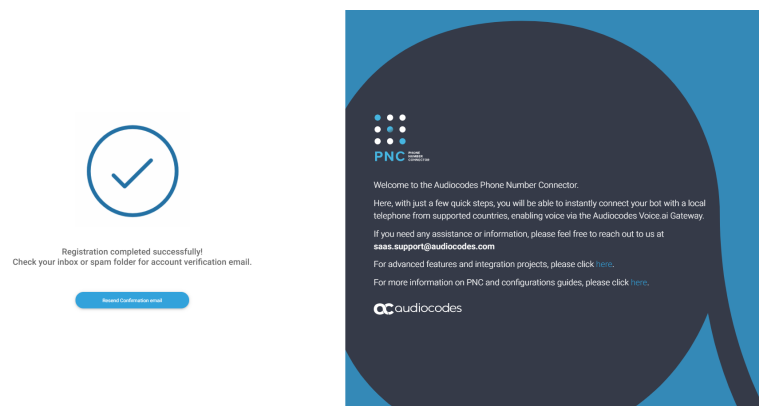 Registration completed successfully!
Check your inbox or spam folder for account verification email.
Resend Confirmation email
PNC PHONE NUMBER CONNECTOR
Welcome to the Audiocodes Phone Number Connector.
Here, with just a few quick steps, you will be able to instantly connect your bot with a local
telephone from supported countries, enabling voice via the Audiocodes Voice.ai Gateway.
If you need any assistance or information, please feel free to reach out to us at
saas.support@audiocodes.com
For advanced features and integration projects, please click here.
For more information on PNC and configurations guides, please click here.
audiocodes